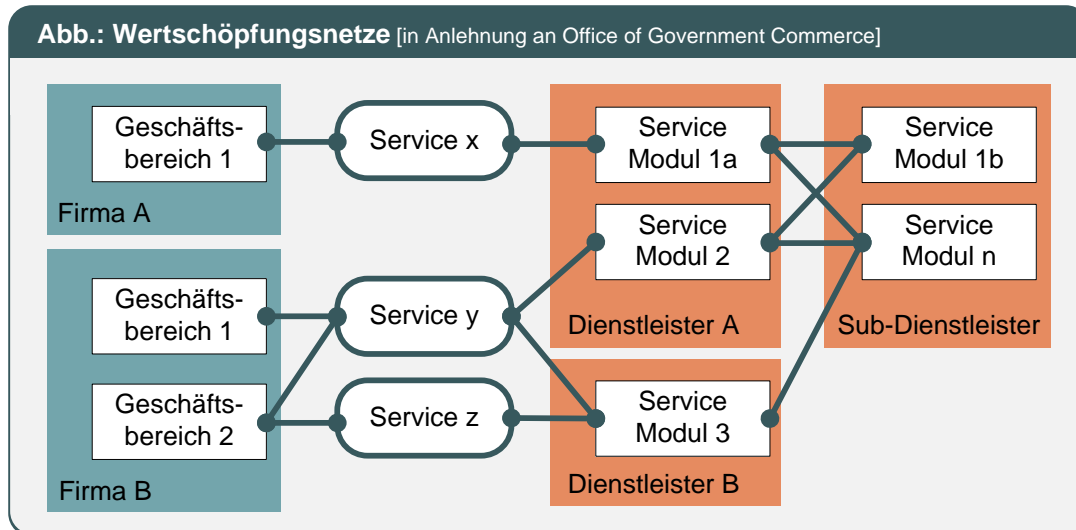 Abb.: Wertschöpfungsnetze [in Anlehnung an Office of Government Commerce]
Geschäfts-
bereich 1
Firma A
Service x
Service
Modul 1a
Service
Modul 2
Dienstleister A
Service
Modul 1b
Service
Modul n
Sub-Dienstleister
Geschäfts-
bereich 1
Geschäfts-
bereich 2
Firma B
Service y
Service z
Service
Modul 3
Dienstleister B